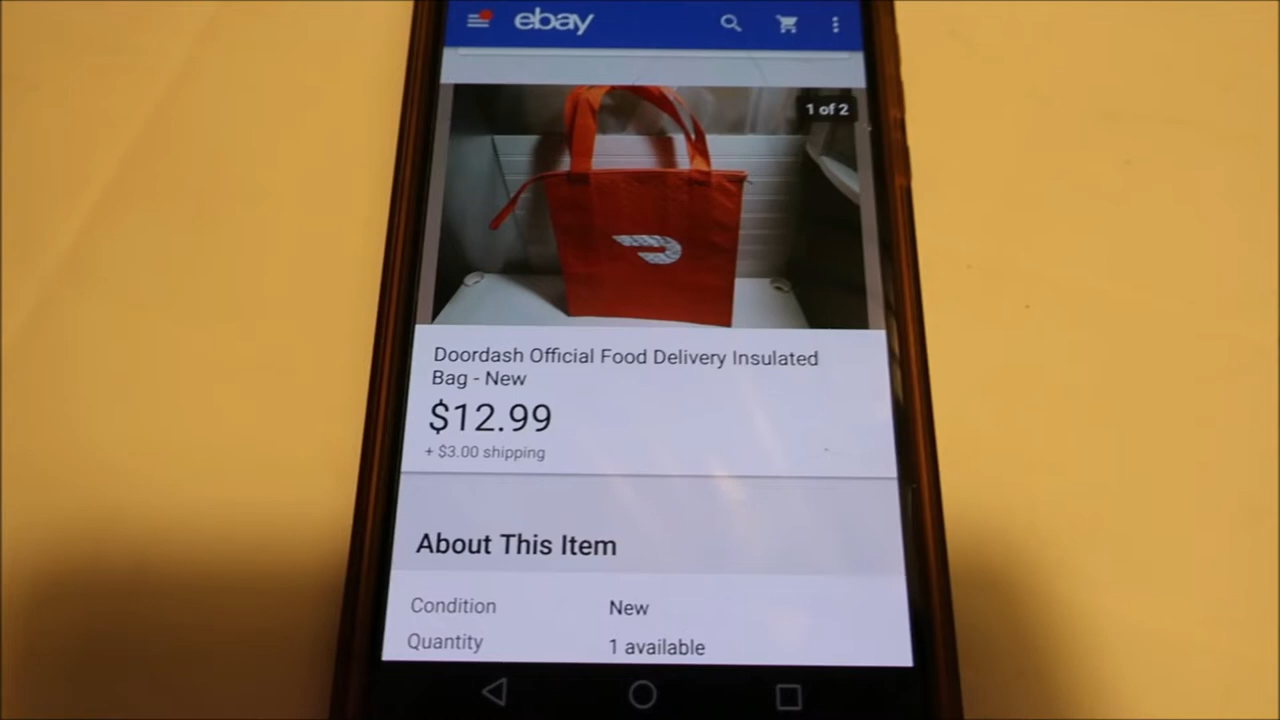 ebay
1 of 2
Doordash Official Food Delivery Insulated
Bag - New
$12.99
+ $3.00 shipping
About This Item
Condition New
Quantity 1 available